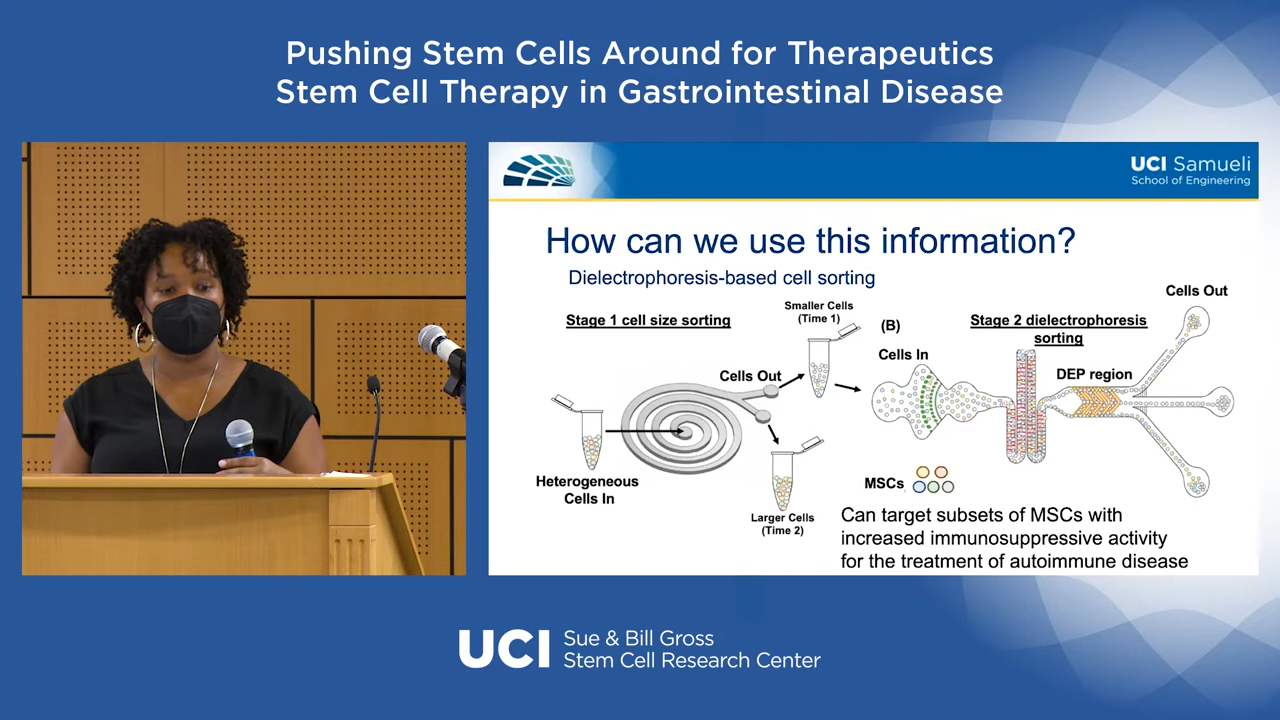 Pushing Stem Cells Around for Therapeutics
Stem Cell Therapy in Gastrointestinal Disease
UCI Samueli
School of Engineering
How can we use this information?
Dielectrophoresis-based cell sorting
Stage 1 cell size sorting
Smaller Cells
(Time 1)
(B)
Stage 2 dielectrophoresis
sorting
Cells Out
Cells In
DEP region
Cells Out
Heterogeneous
Cells In
Larger Cells
(Time 2)
MSCs
Can target subsets of MSCs with
increased immunosuppressive activity
for the treatment of autoimmune disease
UCI
Sue & Bill Gross
Stem Cell Research Center